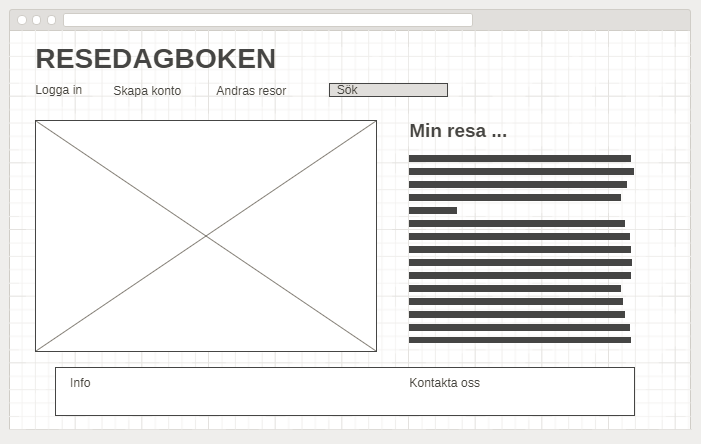 RESEDAGBOKEN
Logga in Skapa konto Andras resor Sök
Min resa ...
Info Kontakta oss